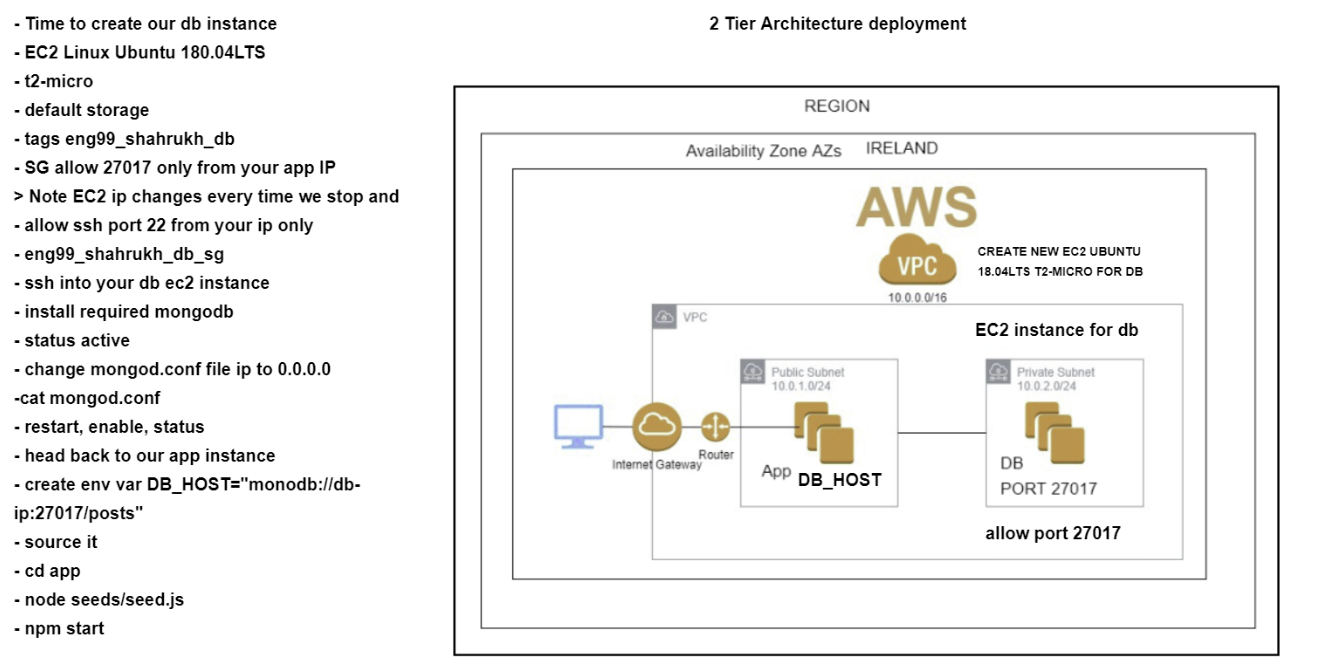 - Time to create our db instance
- EC2 Linux Ubuntu 180.04LTS
- t2-micro
- default storage
- tags eng99_shahrukh_db
- SG allow 27017 only from your app IP
> Note EC2 ip changes every time we stop and
- allow ssh port 22 from your ip only
- eng99_shahrukh_db_sg
- ssh into your db ec2 instance
- install required mongodb
- status active
- change mongod.conf file ip to 0.0.0.0
-cat mongod.conf
- restart, enable, status
- head back to our app instance
- create env var DB_HOST="monodb://db-
ip:27017/posts"
- source it
- cd app
- node seeds/seed.js
- npm start
2 Tier Architecture deployment
REGION
Availability Zone AZs IRELAND
AWS
VPC
10.0.0.0/16
CREATE NEW EC2 UBUNTU
18.04LTS T2-MICRO FOR DB
VPC
EC2 instance for db
Public Subnet
10.0.1.0/24
Private Subnet
10.0.2.0/24
Internet Gateway
Router
App
DB_HOST
DB
PORT 27017
allow port 27017